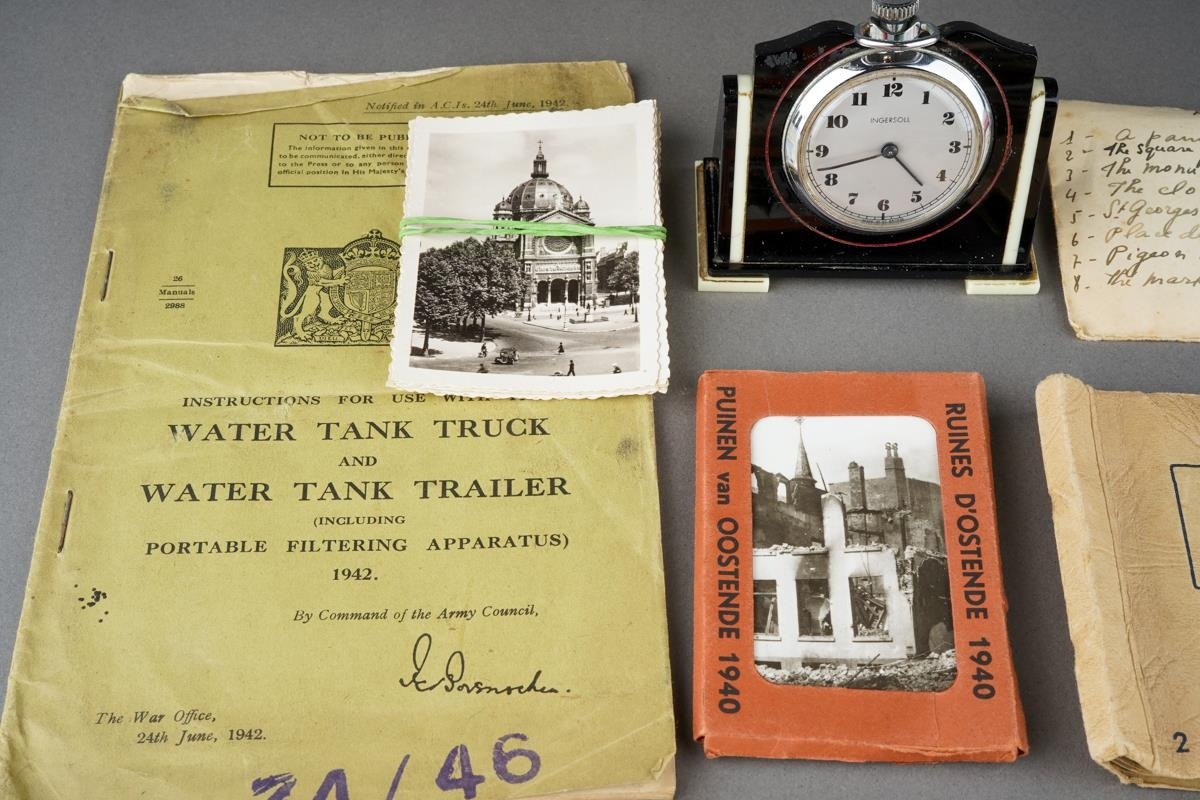 Notified in A.C.Is. 24th June, 1942.
NOT TO BE PUB
The information given in this
to be communicated, either direc
to the Press or to any person
official position in His Majesty's
26
Manuals
2988
INSTRUCTIONS FOR USE WITH
WATER TANK TRUCK
AND
WATER TANK TRAILER
(INCLUDING
PORTABLE FILTERING APPARATUS)
1942.
By Command of the Army Council,
The War Office,
24th June, 1942.
/46
INGERSOLL
12
1
2
3
4
5
6
7
8
9
10
11
PUINEN van OOSTENDE 1940
RUINES D'OSTENDE 1940
1 - a pan
2 - The square
3 - The monu
4 - The clo
5 - St Georges
6 - Place d
7 - Pigeon
8 - The mark
2